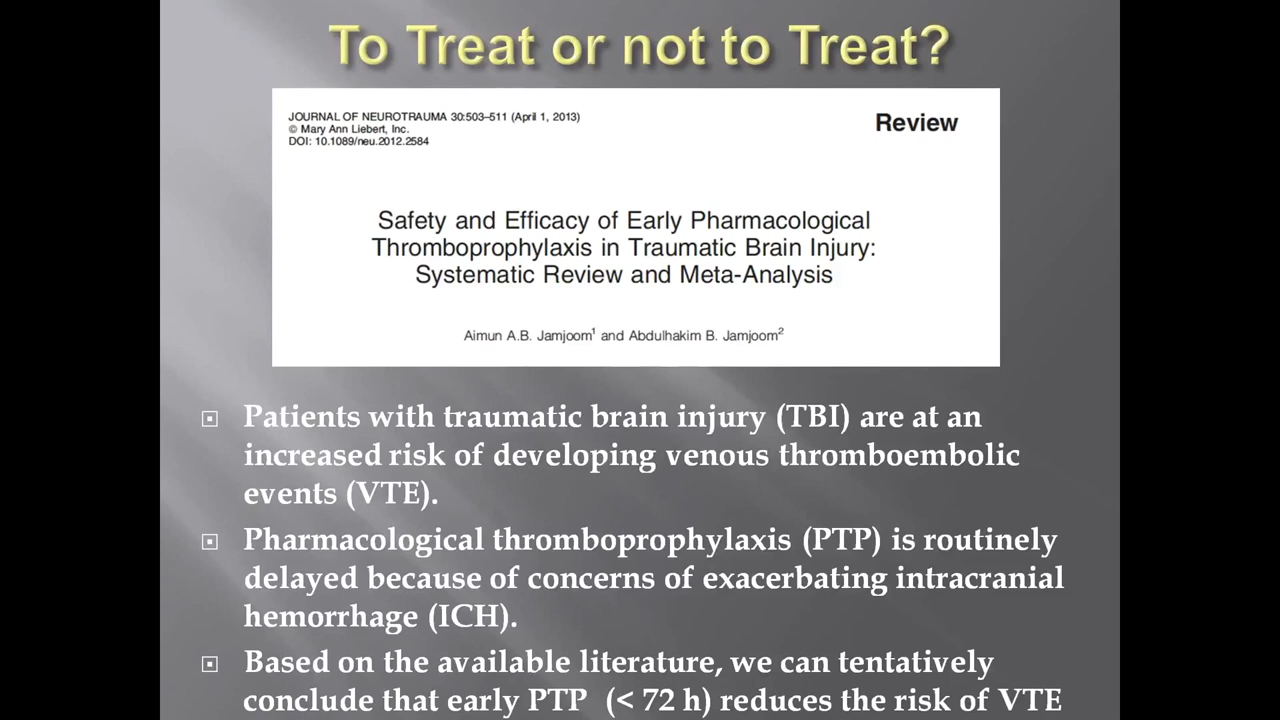 To Treat or not to Treat?
JOURNAL OF NEUROTRAUMA 30:503–511 (April 1, 2013)
© Mary Ann Liebert, Inc.
DOI: 10.1089/neu.2012.2584
Review
Safety and Efficacy of Early Pharmacological
Thromboprophylaxis in Traumatic Brain Injury:
Systematic Review and Meta-Analysis
Aimun A.B. Jamjoom1 and Abdulhakim B. Jamjoom2
Patients with traumatic brain injury (TBI) are at an
increased risk of developing venous thromboembolic
events (VTE).
Pharmacological thromboprophylaxis (PTP) is routinely
delayed because of concerns of exacerbating intracranial
hemorrhage (ICH).
Based on the available literature, we can tentatively
conclude that early PTP (< 72 h) reduces the risk of VTE